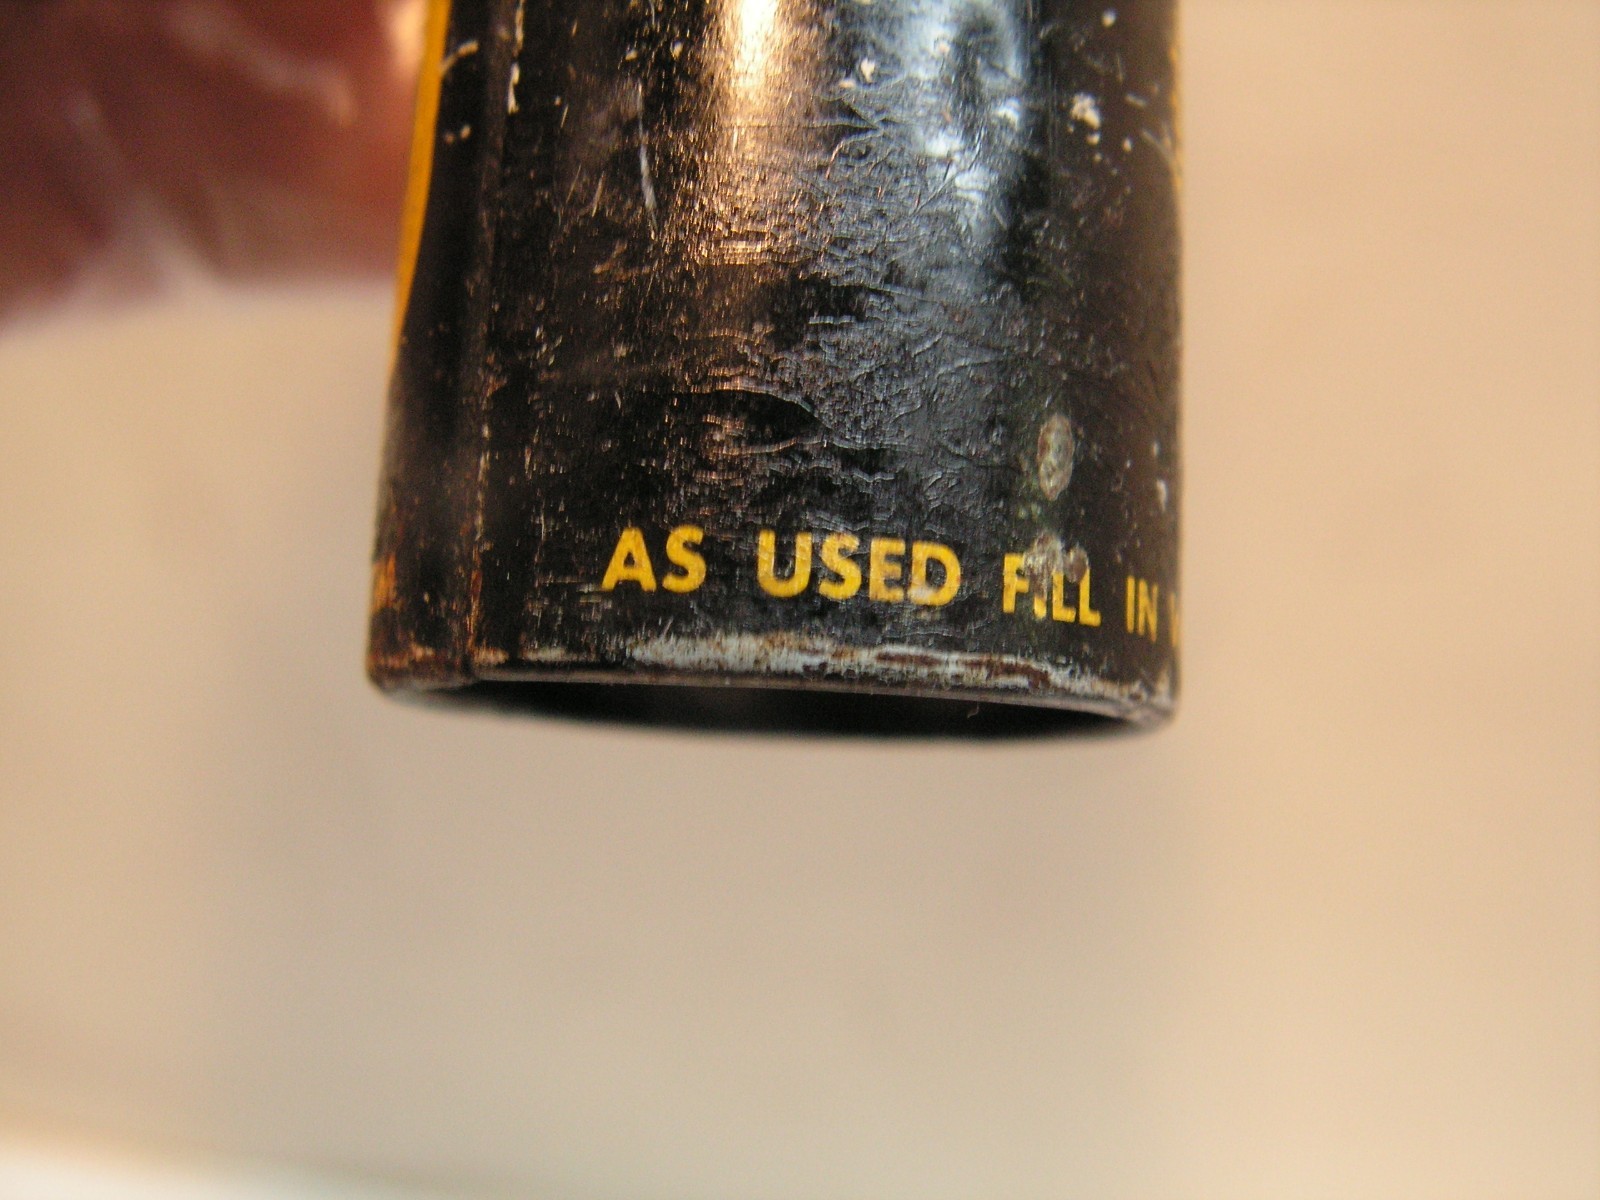 AS USED FILL IN